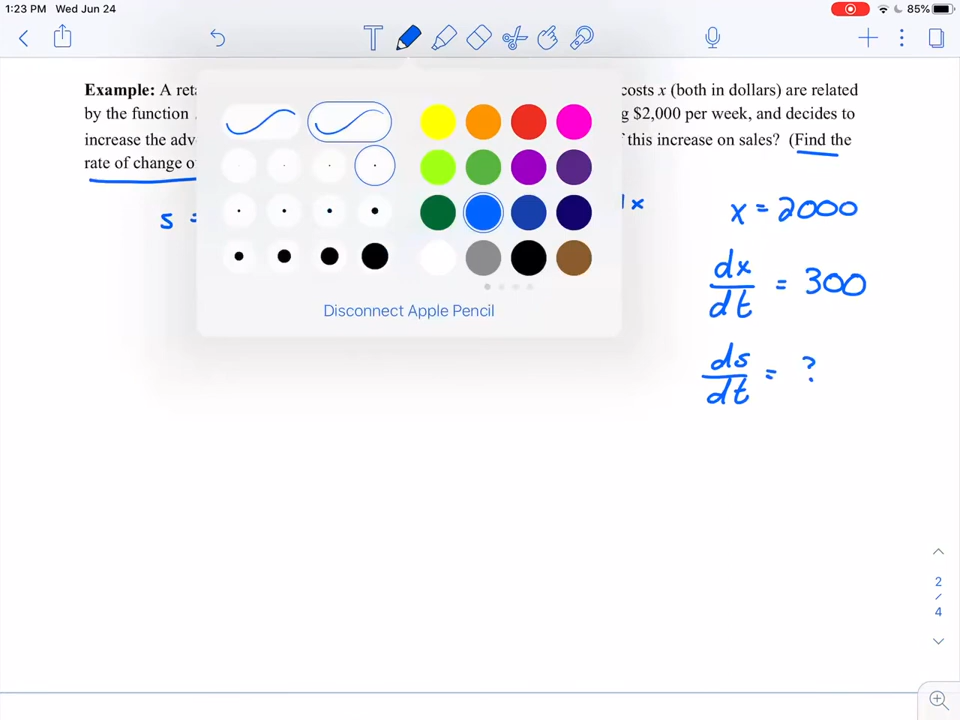 1:23 PM Wed Jun 24 85%
Example: A reta costs x (both in dollars) are related
by the function g $2,000 per week, and decides to
increase the adv this increase on sales? (Find the
rate of change o
s = x
x = 2000
dx/dt = 300
ds/dt = ?
Disconnect Apple Pencil
2
/
4